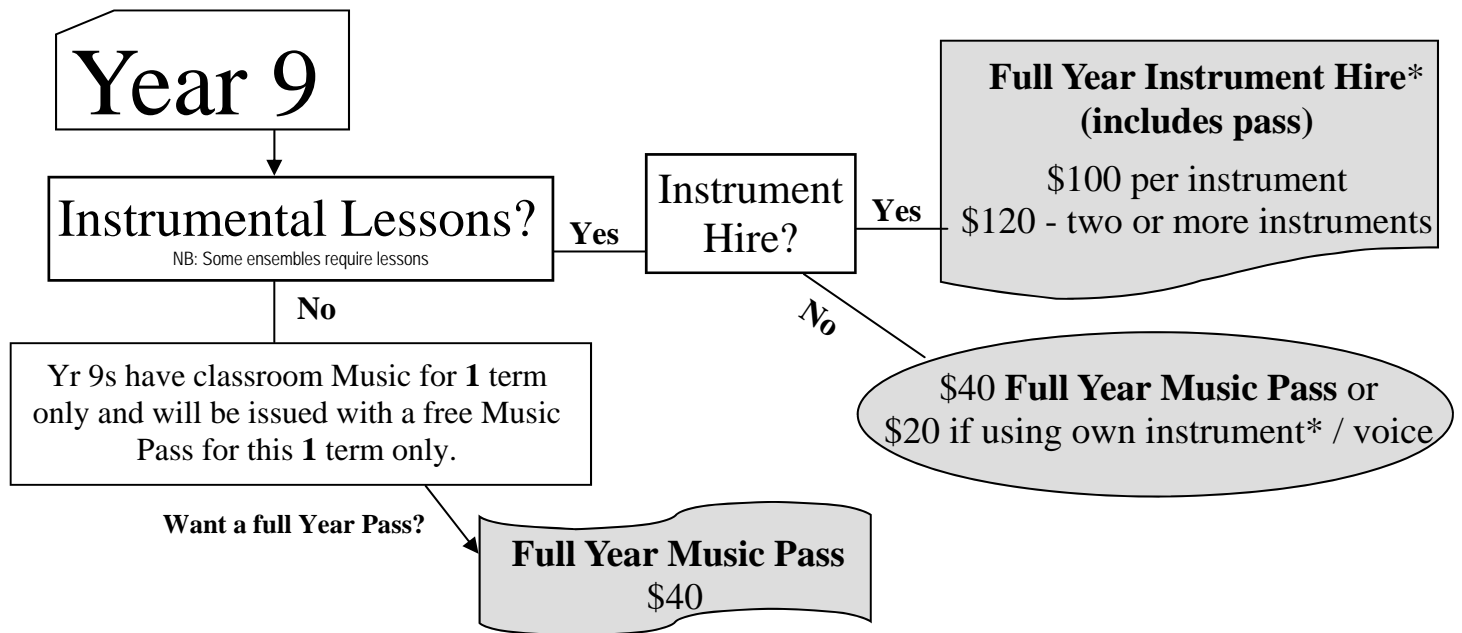 Year 9
Instrumental Lessons?
NB: Some ensembles require lessons
Yes
Instrument
Hire?
Yes
Full Year Instrument Hire*
(includes pass)
$100 per instrument
$120 - two or more instruments
No
$40 Full Year Music Pass or
$20 if using own instrument* / voice
No
Yr 9s have classroom Music for 1 term
only and will be issued with a free Music
Pass for this 1 term only.
Want a full Year Pass?
Full Year Music Pass
$40